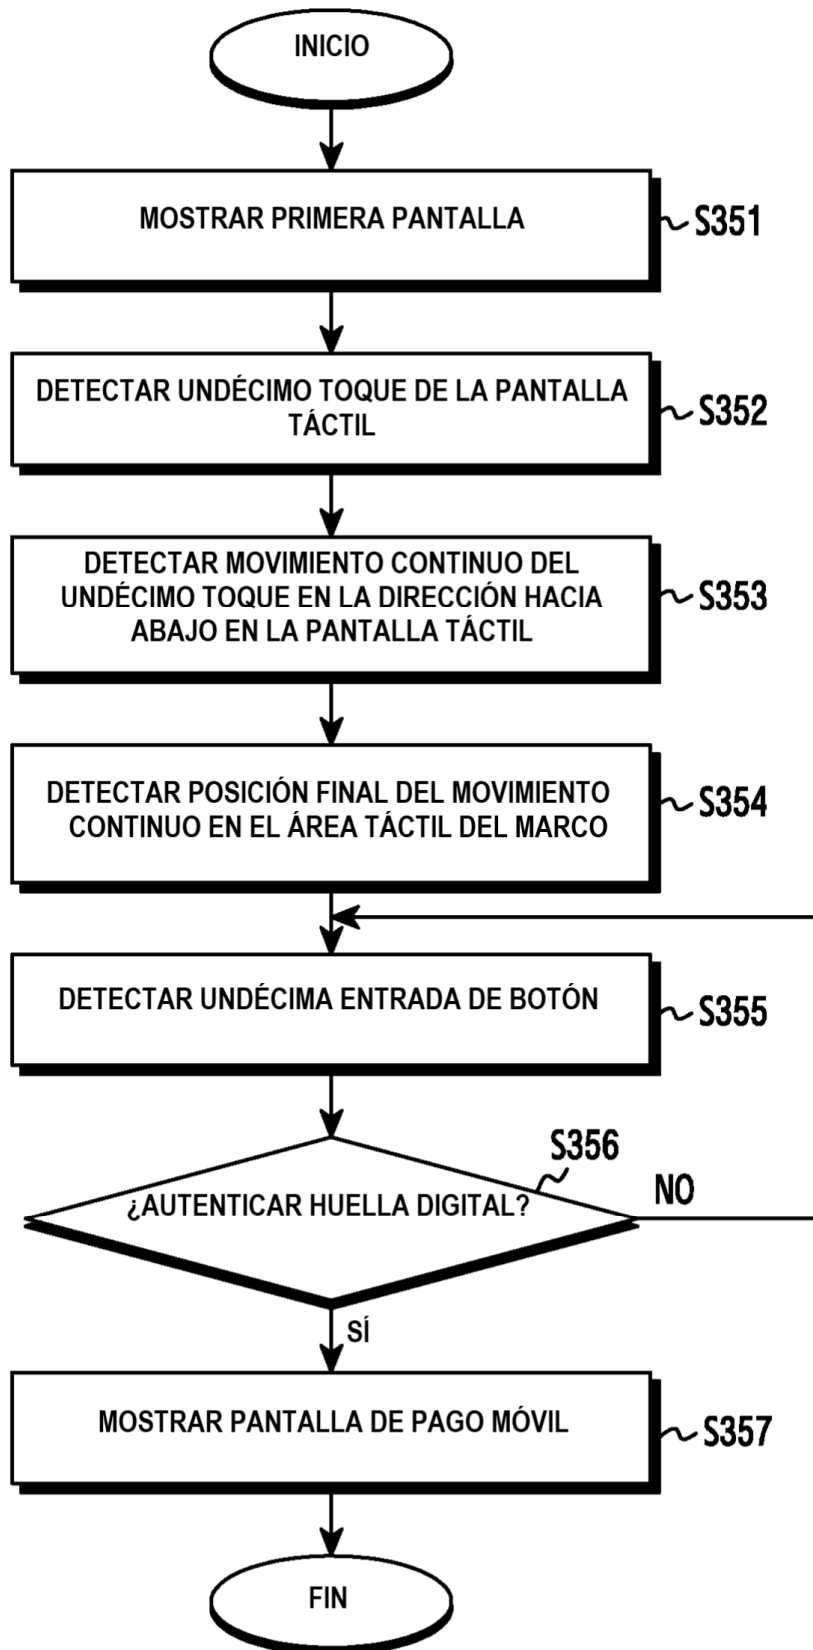 INICIO
MOSTRAR PRIMERA PANTALLA
S351
DETECTAR UNDÉCIMO TOQUE DE LA PANTALLA
TÁCTIL
S352
DETECTAR MOVIMIENTO CONTINUO DEL
UNDÉCIMO TOQUE EN LA DIRECCIÓN HACIA
ABAJO EN LA PANTALLA TÁCTIL
S353
DETECTAR POSICIÓN FINAL DEL MOVIMIENTO
CONTINUO EN EL ÁREA TÁCTIL DEL MARCO
S354
DETECTAR UNDÉCIMA ENTRADA DE BOTÓN
S355
S356
¿AUTENTICAR HUELLA DIGITAL?
NO
SÍ
MOSTRAR PANTALLA DE PAGO MÓVIL
S357
FIN